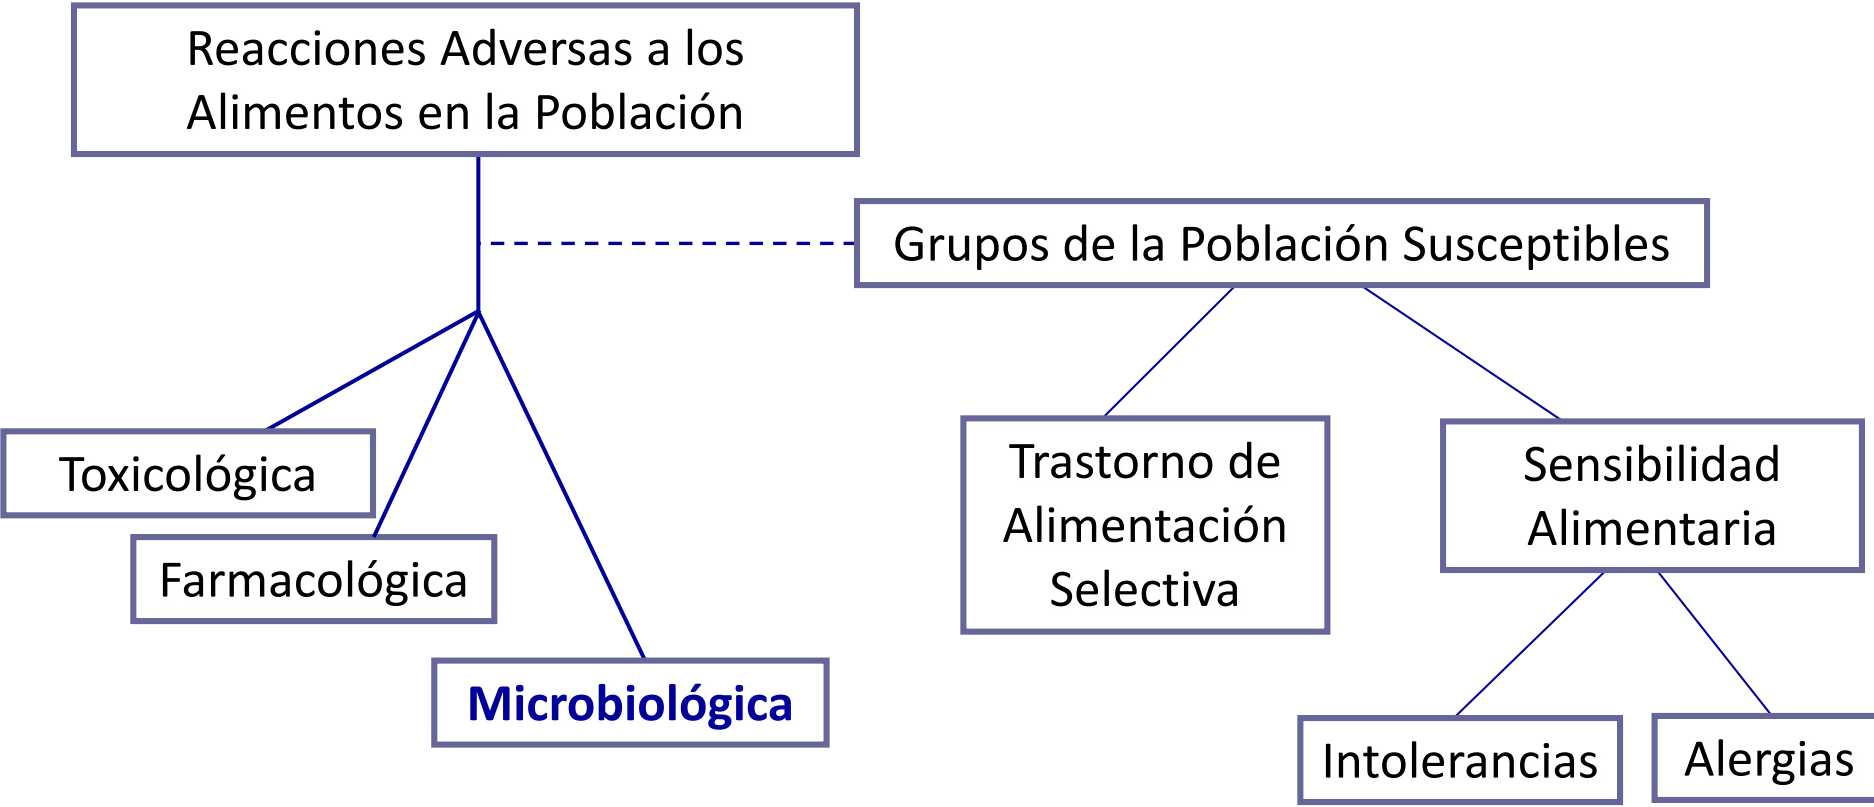 Reacciones Adversas a los
Alimentos en la Población
Grupos de la Población Susceptibles
Toxicológica
Farmacológica
Microbiológica
Trastorno de
Alimentación
Selectiva
Sensibilidad
Alimentaria
Intolerancias
Alergias